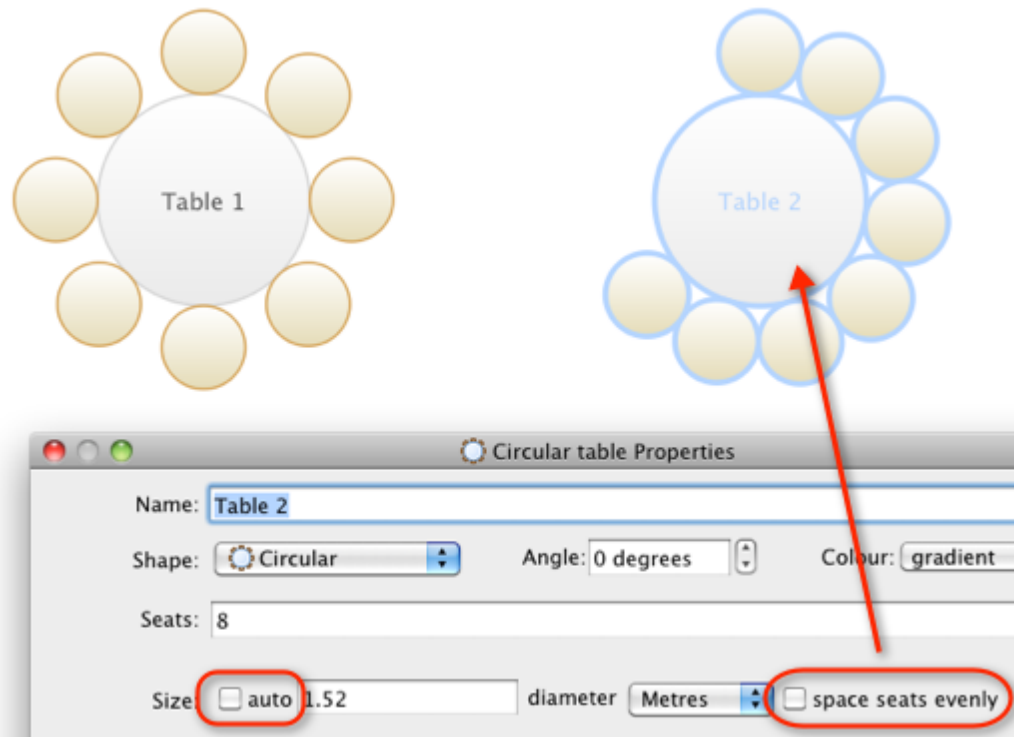 Table 1
Table 2
Circular table Properties
Name: Table 2
Shape: Circular Angle: 0 degrees Colour: gradient
Seats: 8
Size: auto 1.52 diameter Metres space seats evenly